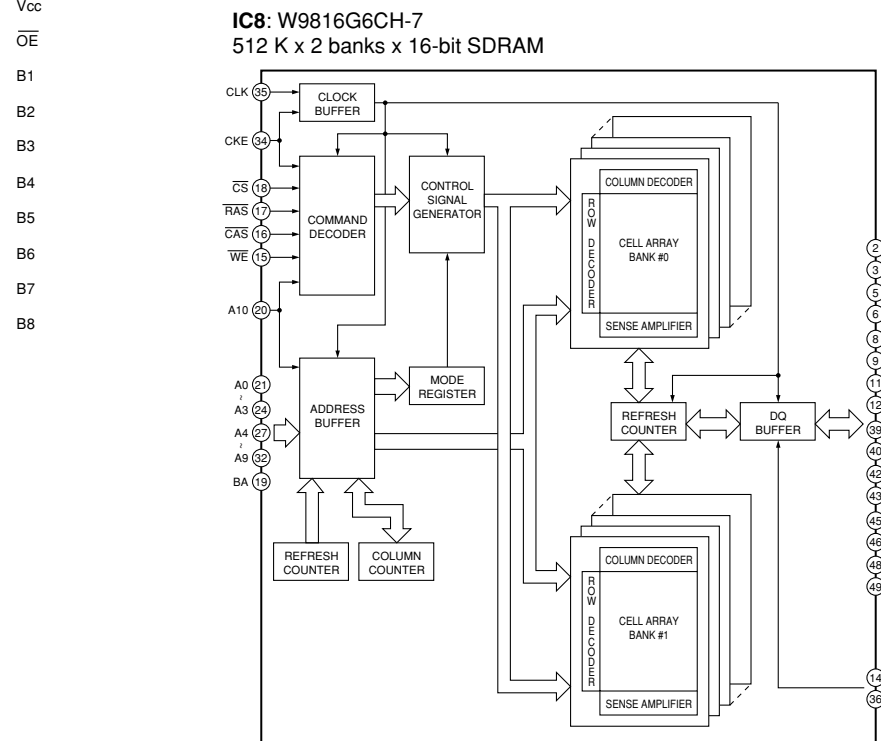 Vcc
OE
B1
B2
B3
B4
B5
B6
B7
B8
IC8: W9816G6CH-7
512 K x 2 banks x 16-bit SDRAM
CLK 35
CLOCK
BUFFER
CKE 34
CS 18
RAS 17
CAS 16
WE 15
COMMAND
DECODER
CONTROL
SIGNAL
GENERATOR
A10 20
A0 21
~
A3 24
A4 27
~
A9 32
BA 19
ADDRESS
BUFFER
MODE
REGISTER
REFRESH
COUNTER
COLUMN
COUNTER
COLUMN DECODER
ROW DECODER
CELL ARRAY
BANK #0
SENSE AMPLIFIER
REFRESH
COUNTER
DQ
BUFFER
COLUMN DECODER
ROW DECODER
CELL ARRAY
BANK #1
SENSE AMPLIFIER
2
3
5
6
8
9
11
12
39
40
42
43
45
46
48
49
14
36